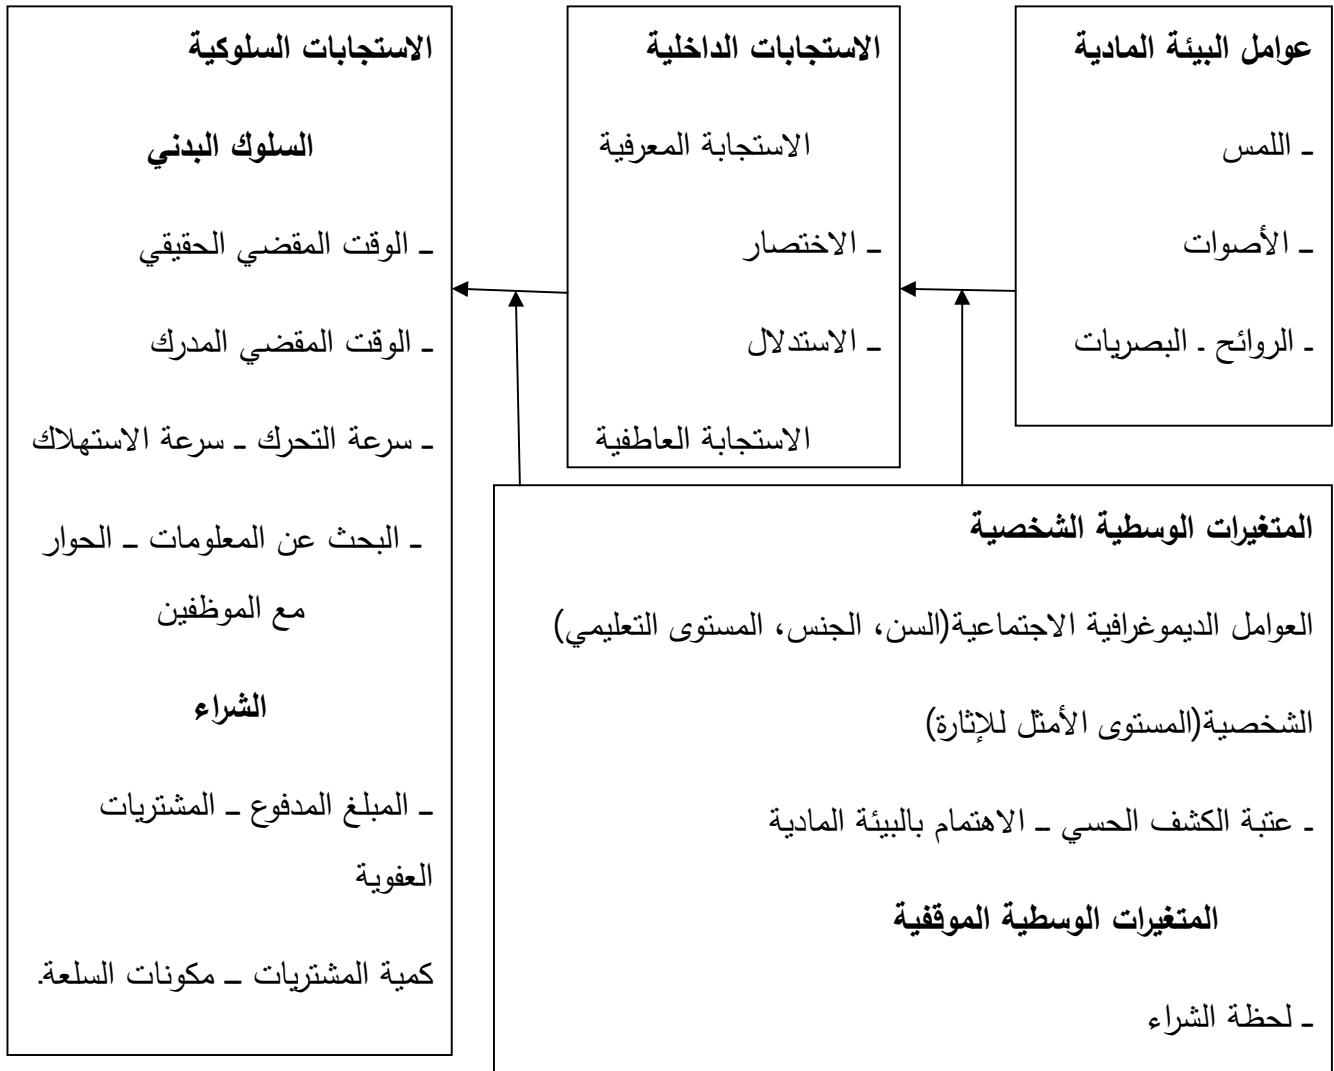 عوامل البيئة المادية
ـ اللمس
ـ الأصوات
ـ الروائح ـ البصريات
الاستجابات الداخلية
الاستجابة المعرفية
ـ الاختصار
ـ الاستدلال
الاستجابة العاطفية
الاستجابات السلوكية
السلوك البدني
ـ الوقت المقضي الحقيقي
ـ الوقت المقضي المدرك
ـ سرعة التحرك ـ سرعة الاستهلاك
ـ البحث عن المعلومات ـ الحوار
مع الموظفين
الشراء
ـ المبلغ المدفوع ـ المشتريات
العفوية
كمية المشتريات ـ مكونات السلعة.
المتغيرات الوسطية الشخصية
العوامل الديموغرافية الاجتماعية(السن، الجنس، المستوى التعليمي)
الشخصية(المستوى الأمثل للإثارة)
ـ عتبة الكشف الحسي ـ الاهتمام بالبيئة المادية
المتغيرات الوسطية الموقفية
ـ لحظة الشراء